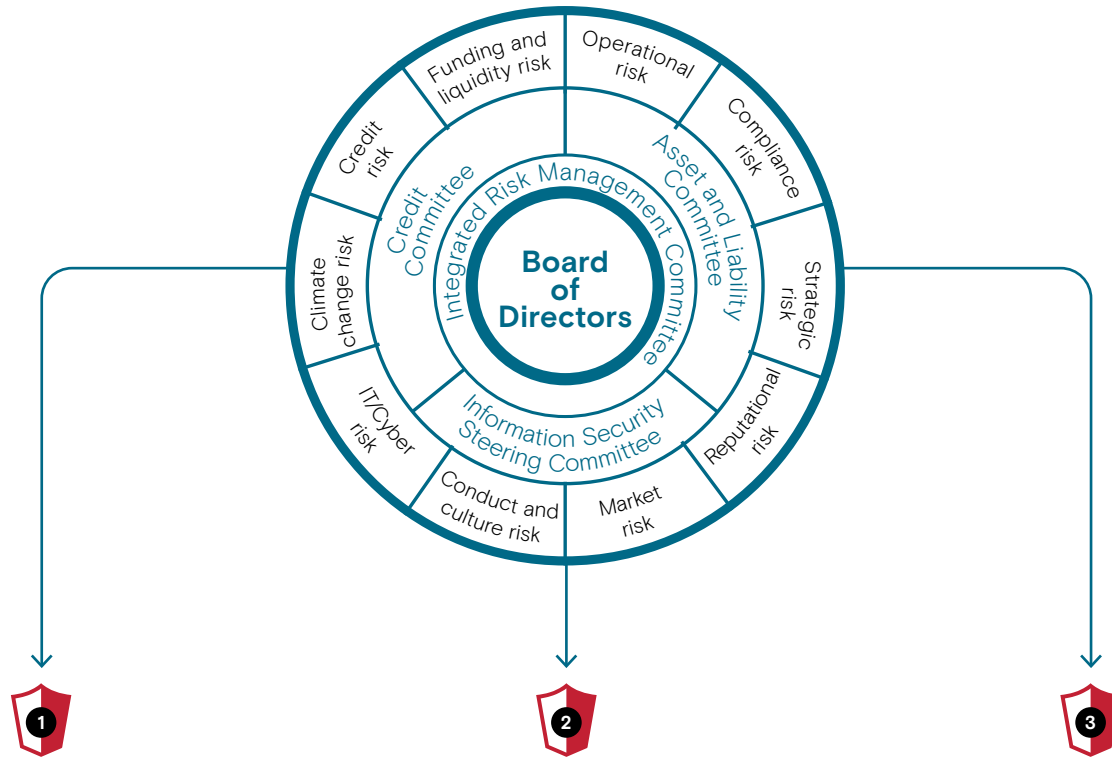 Funding and
liquidity risk
Operational
risk
Compliance
risk
Strategic
risk
Reputational
risk
Market
risk
Conduct and
culture risk
IT/Cyber
risk
Climate
change risk
Credit
risk
Credit
Committee
Asset and Liability
Committee
Information Security
Steering Committee
Integrated Risk Management Committee
Board
of
Directors
1
2
3